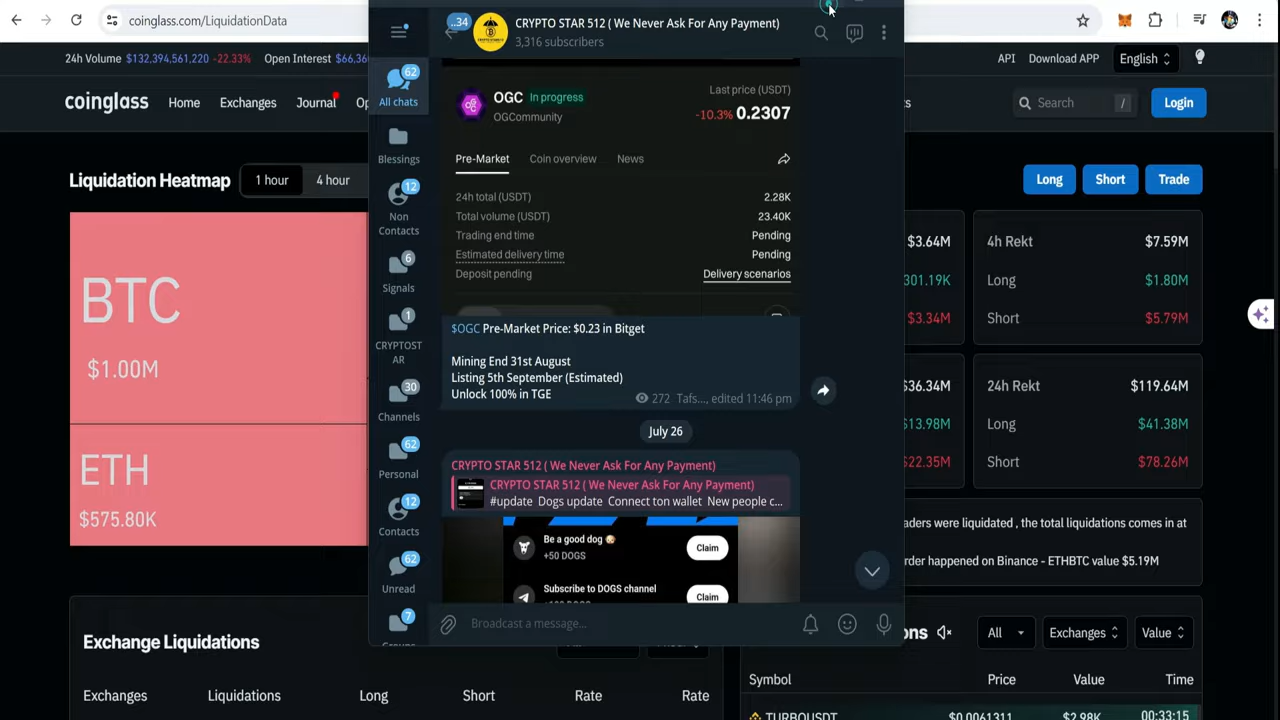 coinglass.com/LiquidationData
24h Volume $132,394,561,220 -22.33% Open Interest $66,36
API Download APP English
coinglass Home Exchanges Journal
Search /
Login
Liquidation Heatmap 1 hour 4 hour
Long Short Trade
BTC
$1.00M
ETH
$575.80K
..34
CRYPTO STAR 512 ( We Never Ask For Any Payment)
3,316 subscribers
62
All chats
Blessings
12
Non
Contacts
6
Signals
1
CRYPTOST
AR
30
Channels
62
Personal
12
Contacts
62
Unread
7
OGC In progress
OGCommunity
Last price (USDT)
-10.3% 0.2307
Pre-Market Coin overview News
24h total (USDT) 2.28K
Total volume (USDT) 23.40K
Trading end time Pending
Estimated delivery time Pending
Deposit pending Delivery scenarios
$OGC Pre-Market Price: $0.23 in Bitget
Mining End 31st August
Listing 5th September (Estimated)
Unlock 100% in TGE
272 Tafs..., edited 11:46 pm
July 26
CRYPTO STAR 512 ( We Never Ask For Any Payment)
CRYPTO STAR 512 ( We Never Ask For Any Payment)
#update Dogs update Connect ton wallet New people c...
Be a good dog
+50 DOGS
Claim
Subscribe to DOGS channel
Claim
Broadcast a message...
$3.64M
301.19K
$3.34M
4h Rekt $7.59M
Long $1.80M
Short $5.79M
$36.34M
$13.98M
$22.35M
24h Rekt $119.64M
Long $41.38M
Short $78.26M
aders were liquidated , the total liquidations comes in at
rder happened on Binance - ETHBTC value $5.19M
Exchange Liquidations
Exchanges Liquidations Long Short Rate Rate
ons All Exchanges Value
Symbol Price Value Time
TURBOUSDT $0.0061311 $2.98K 00:33:15